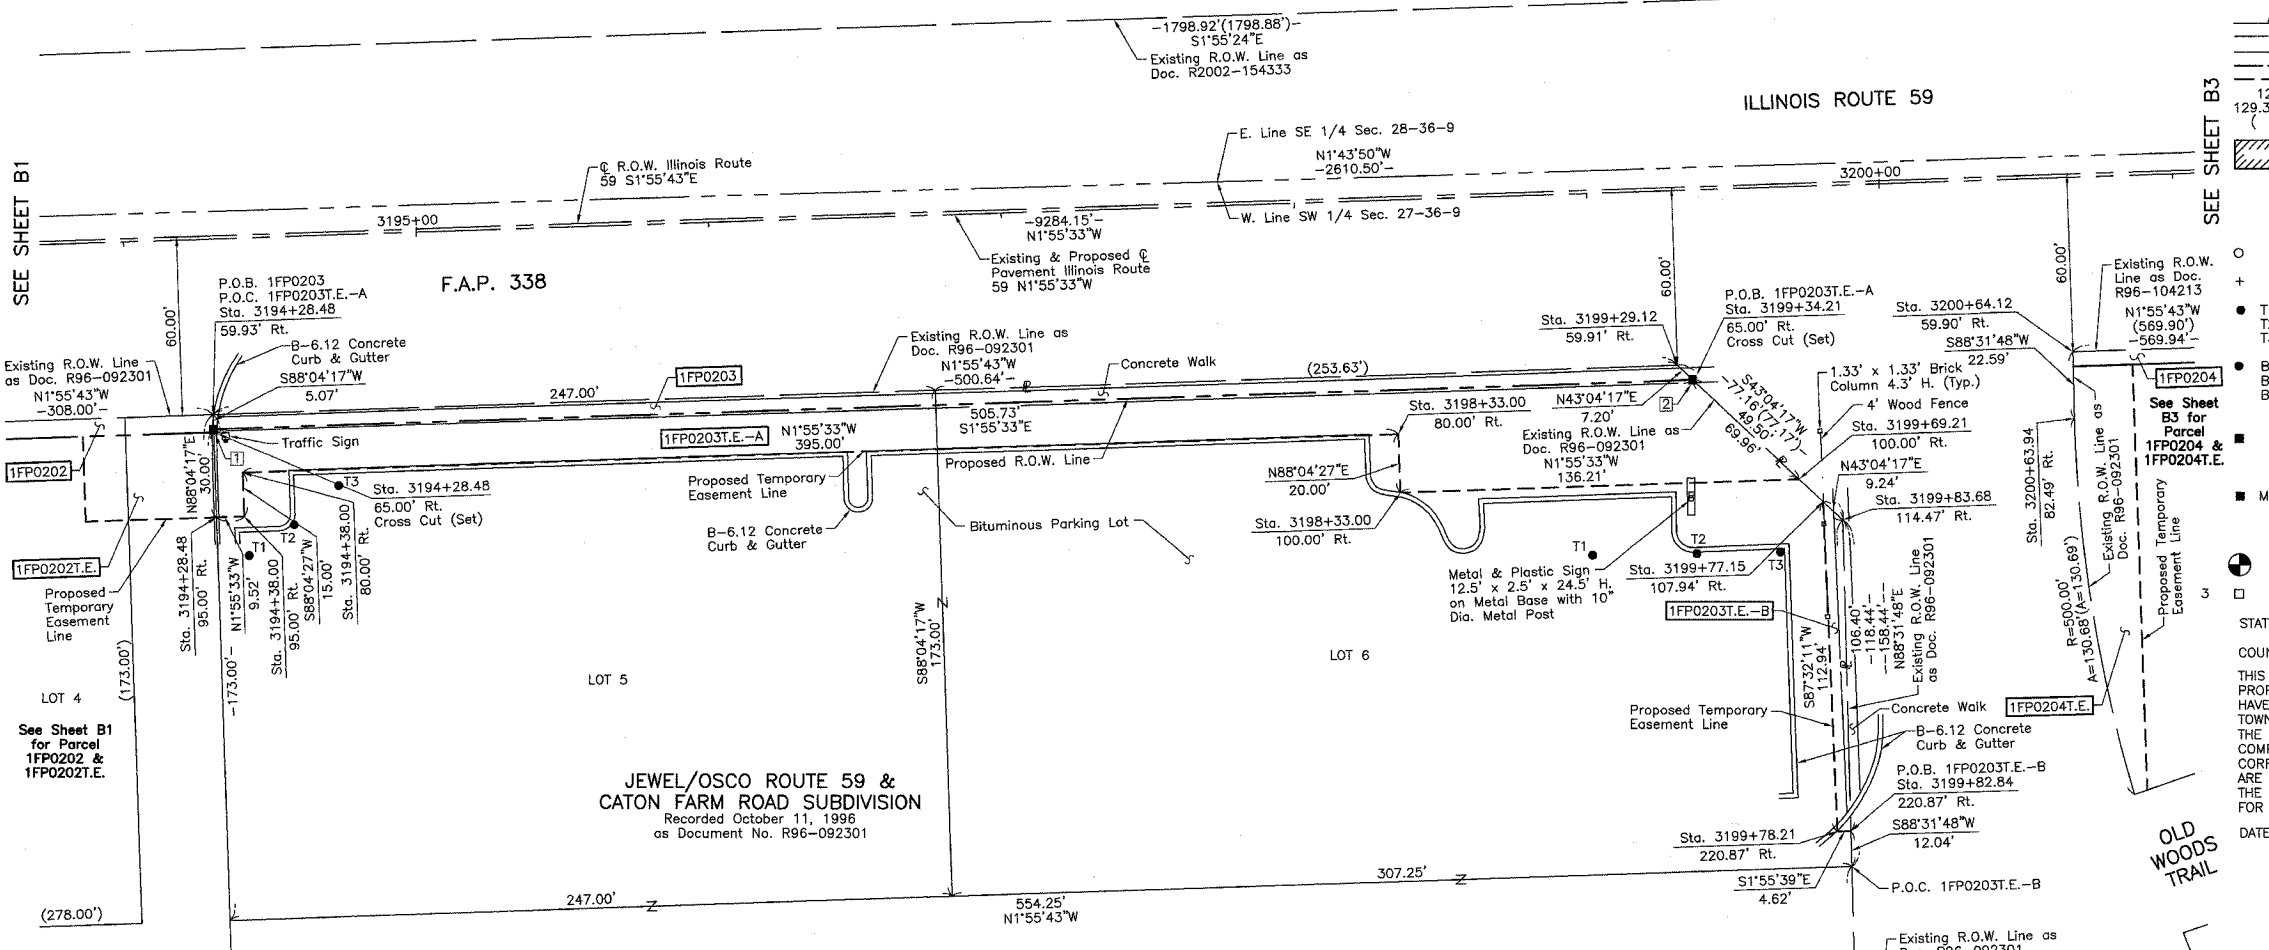 -1798.92'(1798.88')-
S1°55'24"E
Existing R.O.W. Line as
Doc. R2002-154333
ILLINOIS ROUTE 59
SEE SHEET B1
SEE SHEET B3
129.3
(
E. Line SE 1/4 Sec. 28-36-9
N1°43'50"W
-2610.50'-
W. Line SW 1/4 Sec. 27-36-9
℄ R.O.W. Illinois Route
59 S1°55'43"E
3195+00
3200+00
-9284.15'-
N1°55'33"W
Existing & Proposed ℄
Pavement Illinois Route
59 N1°55'33"W
F.A.P. 338
60.00'
60.00'
60.00'
P.O.B. 1FP0203
P.O.C. 1FP0203T.E.-A
Sta. 3194+28.48
59.93' Rt.
B-6.12 Concrete
Curb & Gutter
S88°04'17"W
5.07'
Existing R.O.W. Line
as Doc. R96-092301
N1°55'43"W
-308.00'-
247.00'
1FP0203
Existing R.O.W. Line as
Doc. R96-092301
N1°55'43"W
-500.64'-
Concrete Walk
(253.63')
505.73'
S1°55'33"E
Sta. 3199+29.12
59.91' Rt.
P.O.B. 1FP0203T.E.-A
Sta. 3199+34.21
65.00' Rt.
Cross Cut (Set)
Sta. 3200+64.12
59.90' Rt.
S88°31'48"W
22.59'
Existing R.O.W.
Line as Doc.
R96-104213
N1°55'43"W
(569.90')
-569.94'-
1FP0204
See Sheet
B3 for
Parcel
1FP0204 &
1FP0204T.E.
1.33' x 1.33' Brick
Column 4.3' H. (Typ.)
4' Wood Fence
Sta. 3199+69.21
100.00' Rt.
N43°04'17"E
9.24'
Sta. 3199+83.68
114.47' Rt.
S43°04'17"W
-77.16'(77.17')-
49.50'
69.96'
N43°04'17"E
7.20'
2
Existing R.O.W. Line as
Doc. R96-092301
N1°55'33"W
136.21'
Sta. 3198+33.00
80.00' Rt.
N88°04'27"E
20.00'
Sta. 3198+33.00
100.00' Rt.
Traffic Sign
1
1FP0203T.E.-A
N1°55'33"W
395.00'
Proposed R.O.W. Line
Proposed Temporary
Easement Line
B-6.12 Concrete
Curb & Gutter
Bituminous Parking Lot
1FP0202
1FP0202T.E.
Proposed
Temporary
Easement
Line
N88°04'17"E
30.00'
T3
T2
T1
Sta. 3194+28.48
65.00' Rt.
Cross Cut (Set)
Sta. 3194+28.48
95.00' Rt.
N1°55'33"W
9.52'
Sta. 3194+38.00
95.00' Rt.
S88°04'27"W
15.00'
Sta. 3194+38.00
80.00' Rt.
-173.00'-
(173.00')
S88°04'17"W
173.00'
Metal & Plastic Sign
12.5' x 2.5' x 24.5' H.
on Metal Base with 10"
Dia. Metal Post
T1
T2
T3
Sta. 3199+77.15
107.94' Rt.
1FP0203T.E.-B
S87°32'11"W
112.94'
106.40'
-118.44'-
--158.44'--
N88°31'48"E
Existing R.O.W. Line
as Doc. R96-092301
Sta. 3200+63.94
82.49' Rt.
Existing R.O.W. Line as
Doc. R96-092301
R=500.00'
A=130.68'(A=130.69')
Proposed Temporary
Easement Line
1FP0204T.E.
LOT 4
LOT 5
LOT 6
See Sheet B1
for Parcel
1FP0202 &
1FP0202T.E.
Proposed Temporary
Easement Line
Concrete Walk
B-6.12 Concrete
Curb & Gutter
P.O.B. 1FP0203T.E.-B
Sta. 3199+82.84
220.87' Rt.
S88°31'48"W
12.04'
Sta. 3199+78.21
220.87' Rt.
S1°55'39"E
4.62'
P.O.C. 1FP0203T.E.-B
JEWEL/OSCO ROUTE 59 &
CATON FARM ROAD SUBDIVISION
Recorded October 11, 1996
as Document No. R96-092301
OLD
WOODS
TRAIL
(278.00')
247.00'
307.25'
554.25'
N1°55'43"W
Existing R.O.W. Line as
3
STAT
COUN
THIS
PROP
HAVE
TOWN
THE
COMP
CORR
ARE
THE
FOR
DATE